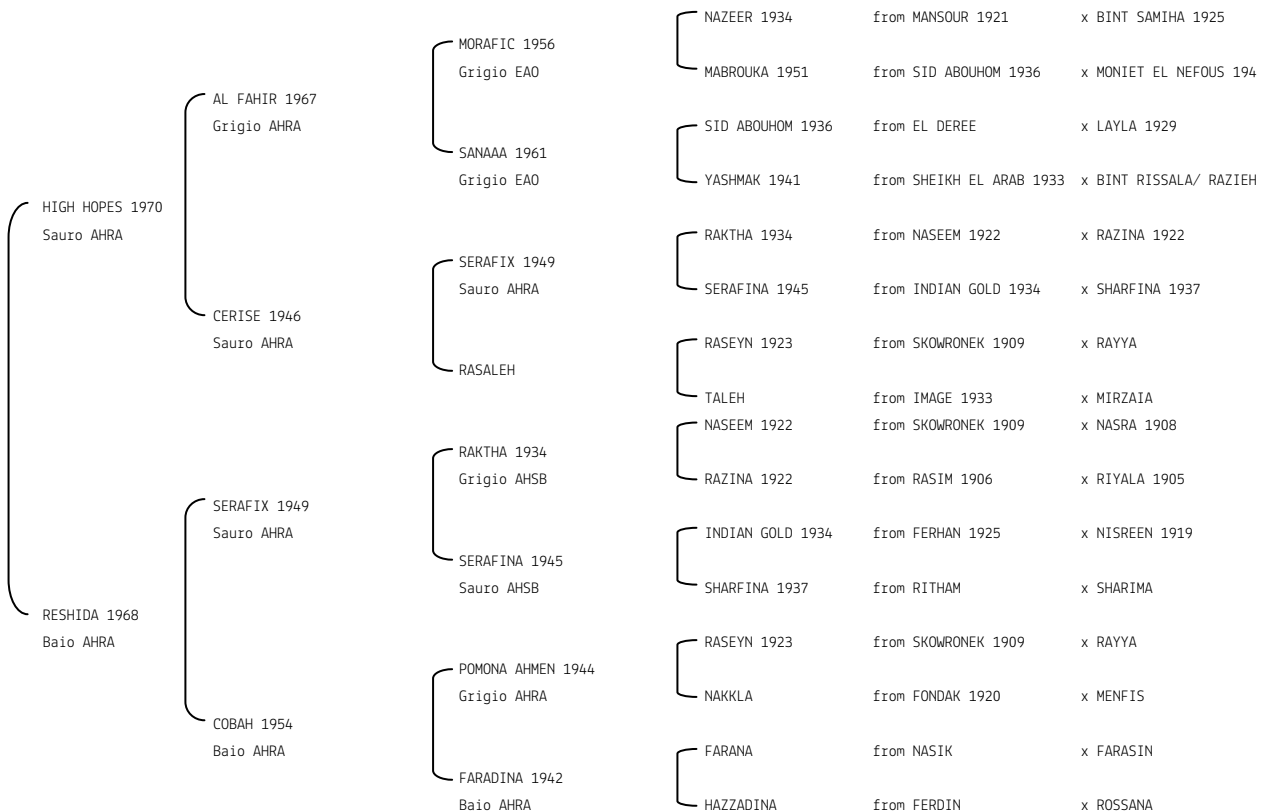 NAZEER 1934 from MANSOUR 1921 x BINT SAMIHA 1925
MORAFIC 1956
Grigio EAO
MABROUKA 1951 from SID ABOUHOM 1936 x MONIET EL NEFOUS 194
AL FAHIR 1967
Grigio AHRA
SID ABOUHOM 1936 from EL DEREE x LAYLA 1929
SANAAA 1961
Grigio EAO
YASHMAK 1941 from SHEIKH EL ARAB 1933 x BINT RISSALA/ RAZIEH
HIGH HOPES 1970
Sauro AHRA
RAKTHA 1934 from NASEEM 1922 x RAZINA 1922
SERAFIX 1949
Sauro AHRA
SERAFINA 1945 from INDIAN GOLD 1934 x SHARFINA 1937
CERISE 1946
Sauro AHRA
RASEYN 1923 from SKOWRONEK 1909 x RAYYA
RASALEH
TALEH from IMAGE 1933 x MIRZAIA
NASEEM 1922 from SKOWRONEK 1909 x NASRA 1908
RAKTHA 1934
Grigio AHSB
RAZINA 1922 from RASIM 1906 x RIYALA 1905
SERAFIX 1949
Sauro AHRA
INDIAN GOLD 1934 from FERHAN 1925 x NISREEN 1919
SERAFINA 1945
Sauro AHSB
SHARFINA 1937 from RITHAM x SHARIMA
RESHIDA 1968
Baio AHRA
RASEYN 1923 from SKOWRONEK 1909 x RAYYA
POMONA AHMEN 1944
Grigio AHRA
NAKKLA from FONDAK 1920 x MENFIS
COBAH 1954
Baio AHRA
FARANA from NASIK x FARASIN
FARADINA 1942
Baio AHRA
HAZZADINA from FERDIN x ROSSANA